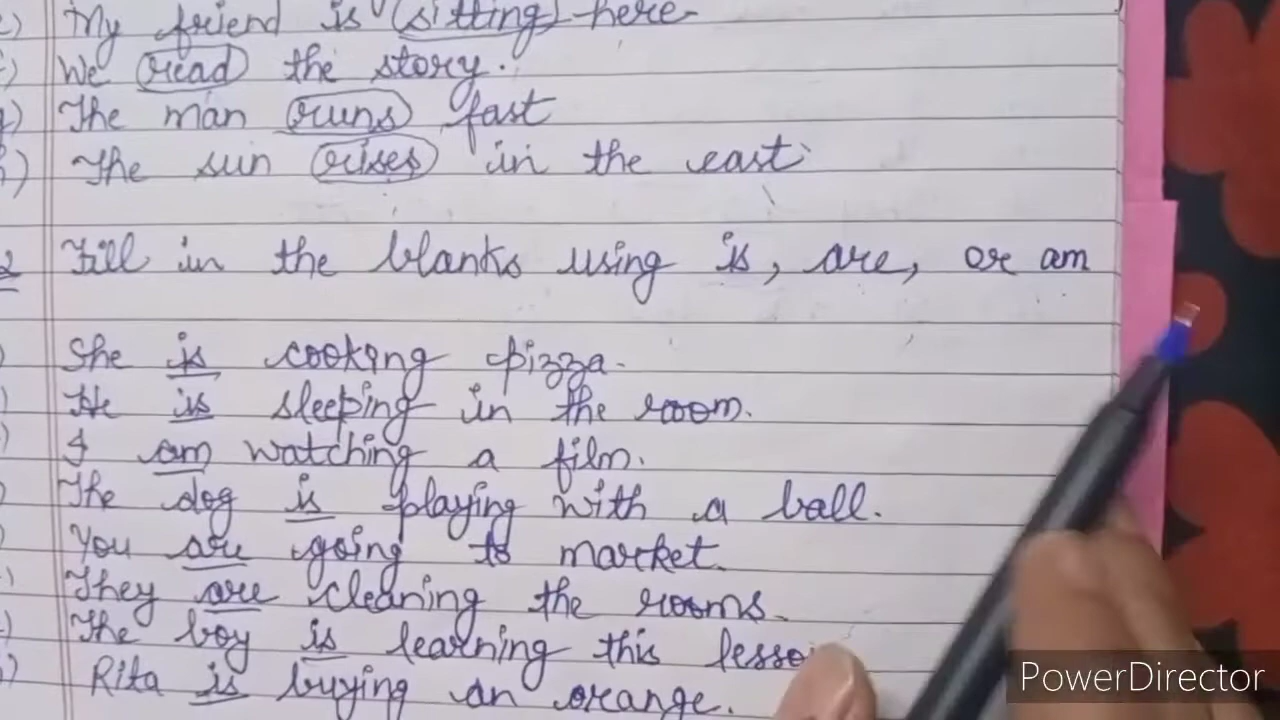 My friend is sitting here
We read the story.
The man runs fast
The sun rises in the east
Fill in the blanks using is, are, or am
She is cooking pizza.
He is sleeping in the room.
I am watching a film.
The dog is playing with a ball.
You are going to market.
They are cleaning the rooms.
The boy is learning this
Rita is buying an orange.
PowerDirector